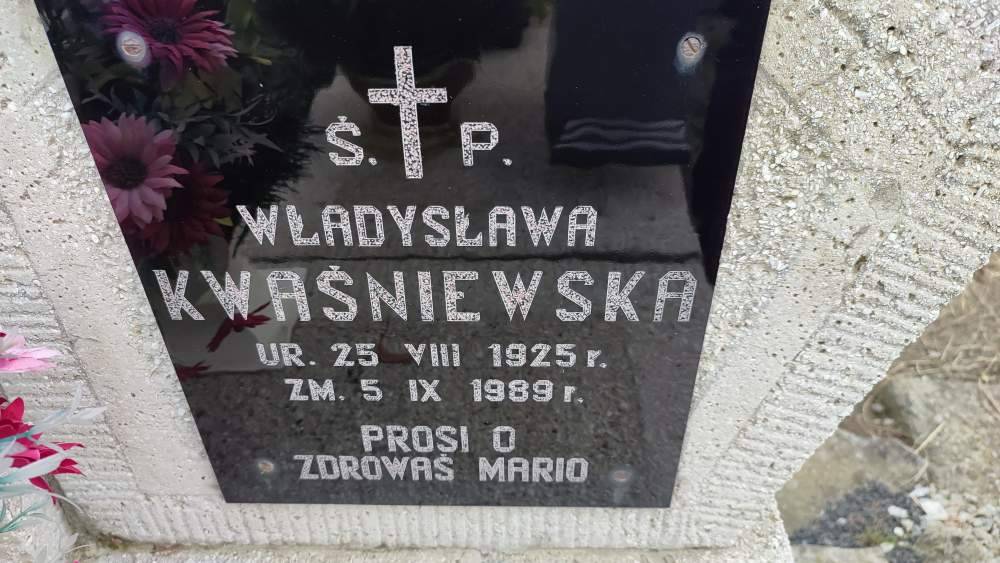 Ś. P.
WŁADYSŁAWA
KWAŚNIEWSKA
UR. 25 VIII 1925 r.
ZM. 5 IX 1989 r.
PROSI O
ZDROWAŚ MARIO